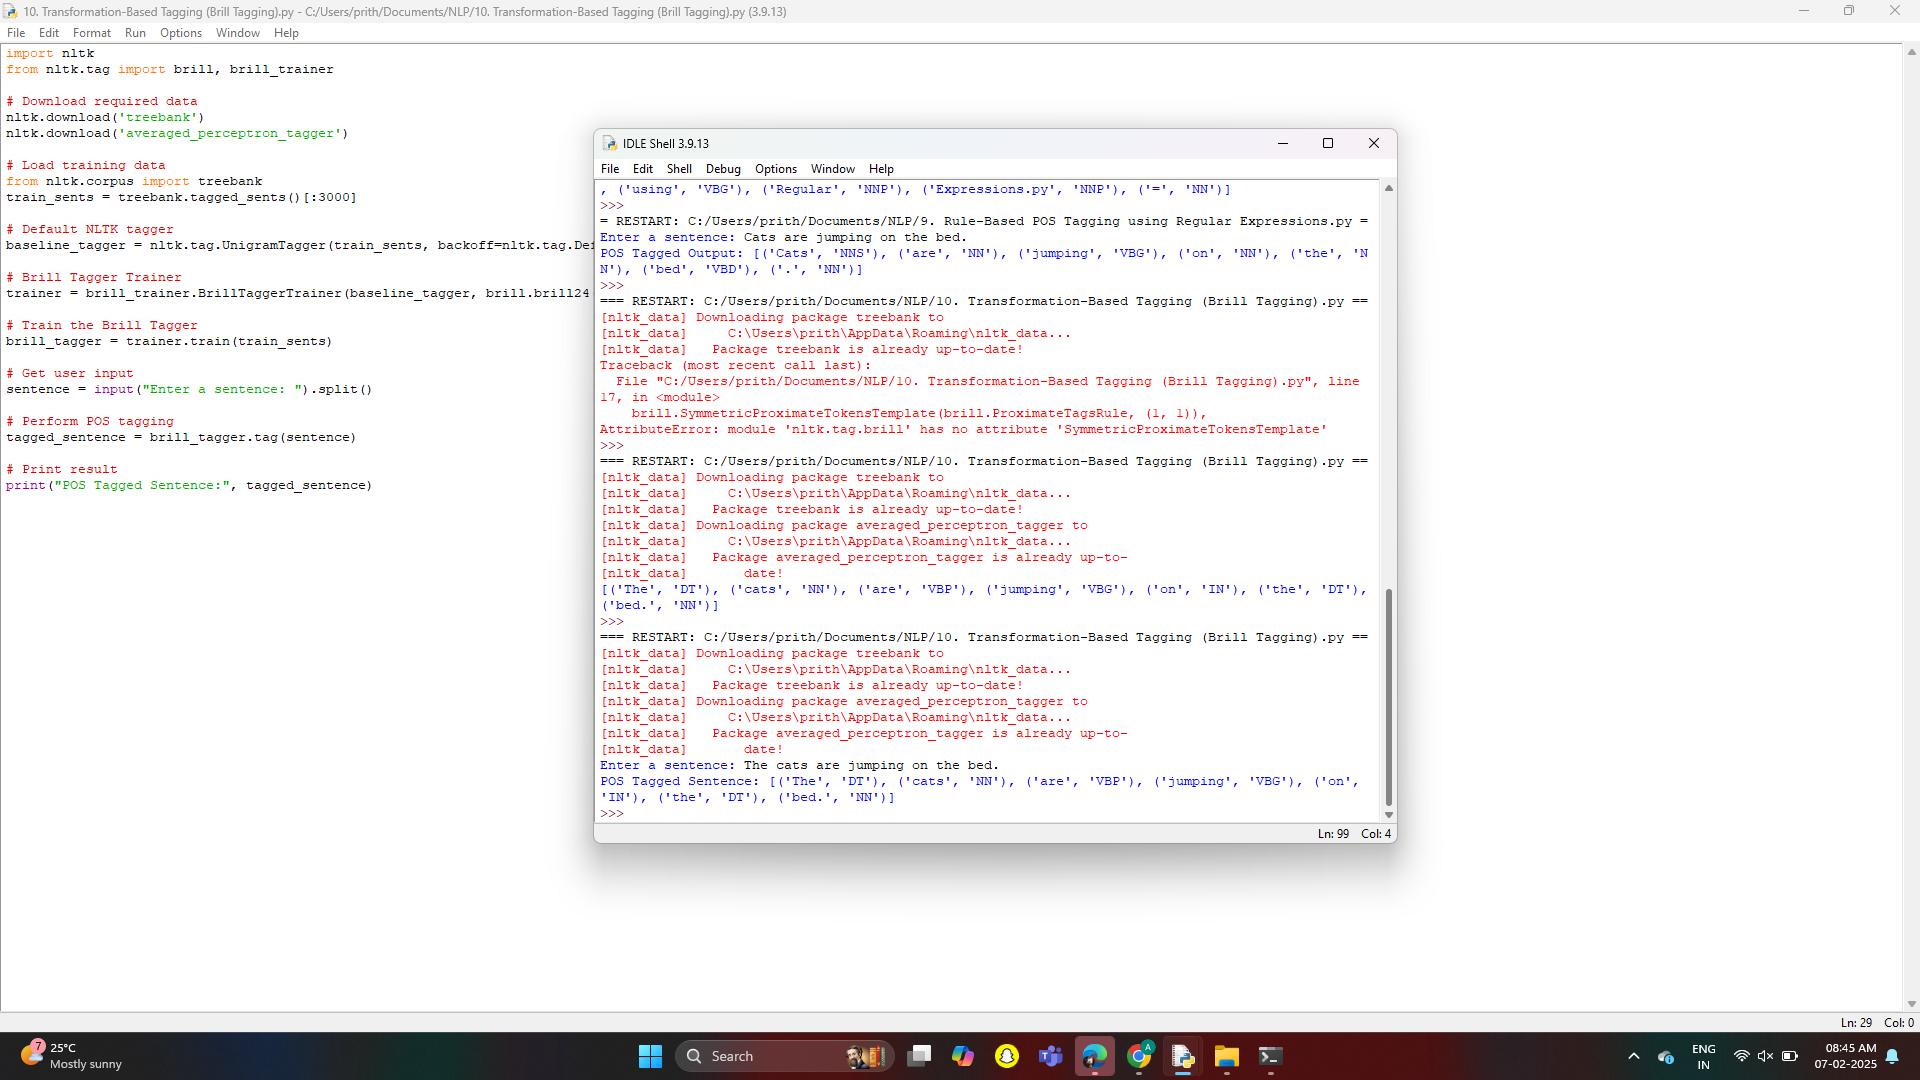 10. Transformation-Based Tagging (Brill Tagging).py - C:/Users/prith/Documents/NLP/10. Transformation-Based Tagging (Brill Tagging).py (3.9.13)
File Edit Format Run Options Window Help
import nltk
from nltk.tag import brill, brill_trainer
# Download required data
nltk.download('treebank')
nltk.download('averaged_perceptron_tagger')
# Load training data
from nltk.corpus import treebank
train_sents = treebank.tagged_sents()[:3000]
# Default NLTK tagger
baseline_tagger = nltk.tag.UnigramTagger(train_sents, backoff=nltk.tag.Def
# Brill Tagger Trainer
trainer = brill_trainer.BrillTaggerTrainer(baseline_tagger, brill.brill24
# Train the Brill Tagger
brill_tagger = trainer.train(train_sents)
# Get user input
sentence = input("Enter a sentence: ").split()
# Perform POS tagging
tagged_sentence = brill_tagger.tag(sentence)
# Print result
print("POS Tagged Sentence:", tagged_sentence)
IDLE Shell 3.9.13
File Edit Shell Debug Options Window Help
, ('using', 'VBG'), ('Regular', 'NNP'), ('Expressions.py', 'NNP'), ('=', 'NN')]
>>>
= RESTART: C:/Users/prith/Documents/NLP/9. Rule-Based POS Tagging using Regular Expressions.py =
Enter a sentence: Cats are jumping on the bed.
POS Tagged Output: [('Cats', 'NNS'), ('are', 'NN'), ('jumping', 'VBG'), ('on', 'NN'), ('the', 'N
N'), ('bed', 'VBD'), ('.', 'NN')]
>>>
=== RESTART: C:/Users/prith/Documents/NLP/10. Transformation-Based Tagging (Brill Tagging).py ==
[nltk_data] Downloading package treebank to
[nltk_data]     C:\Users\prith\AppData\Roaming\nltk_data...
[nltk_data]   Package treebank is already up-to-date!
Traceback (most recent call last):
  File "C:/Users/prith/Documents/NLP/10. Transformation-Based Tagging (Brill Tagging).py", line
17, in <module>
    brill.SymmetricProximateTokensTemplate(brill.ProximateTagsRule, (1, 1)),
AttributeError: module 'nltk.tag.brill' has no attribute 'SymmetricProximateTokensTemplate'
>>>
=== RESTART: C:/Users/prith/Documents/NLP/10. Transformation-Based Tagging (Brill Tagging).py ==
[nltk_data] Downloading package treebank to
[nltk_data]     C:\Users\prith\AppData\Roaming\nltk_data...
[nltk_data]   Package treebank is already up-to-date!
[nltk_data] Downloading package averaged_perceptron_tagger to
[nltk_data]     C:\Users\prith\AppData\Roaming\nltk_data...
[nltk_data]   Package averaged_perceptron_tagger is already up-to-
[nltk_data]       date!
[('The', 'DT'), ('cats', 'NN'), ('are', 'VBP'), ('jumping', 'VBG'), ('on', 'IN'), ('the', 'DT'),
('bed.', 'NN')]
>>>
=== RESTART: C:/Users/prith/Documents/NLP/10. Transformation-Based Tagging (Brill Tagging).py ==
[nltk_data] Downloading package treebank to
[nltk_data]     C:\Users\prith\AppData\Roaming\nltk_data...
[nltk_data]   Package treebank is already up-to-date!
[nltk_data] Downloading package averaged_perceptron_tagger to
[nltk_data]     C:\Users\prith\AppData\Roaming\nltk_data...
[nltk_data]   Package averaged_perceptron_tagger is already up-to-
[nltk_data]       date!
Enter a sentence: The cats are jumping on the bed.
POS Tagged Sentence: [('The', 'DT'), ('cats', 'NN'), ('are', 'VBP'), ('jumping', 'VBG'), ('on',
'IN'), ('the', 'DT'), ('bed.', 'NN')]
>>>
Ln: 99 Col: 4
Ln: 29 Col: 0
7
25°C
Mostly sunny
Search
A
ENG
IN
08:45 AM
07-02-2025